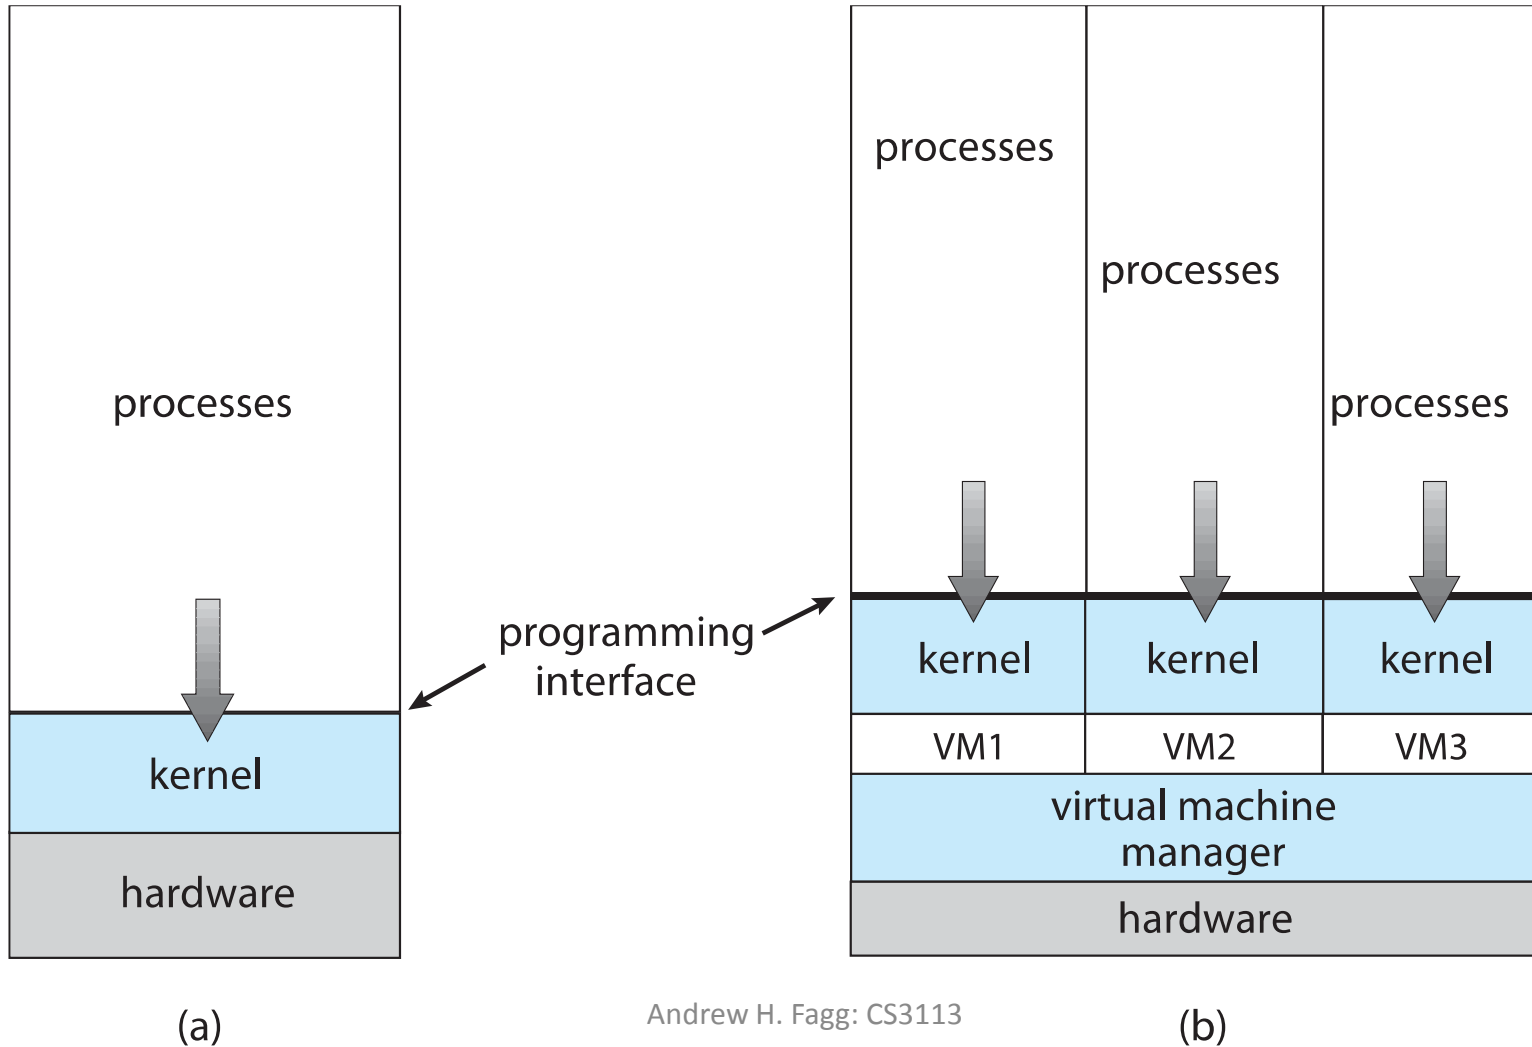 processes
kernel
hardware
(a)
programming
interface
processes
processes
processes
kernel
kernel
kernel
VM1
VM2
VM3
virtual machine
manager
hardware
(b)
Andrew H. Fagg: CS3113